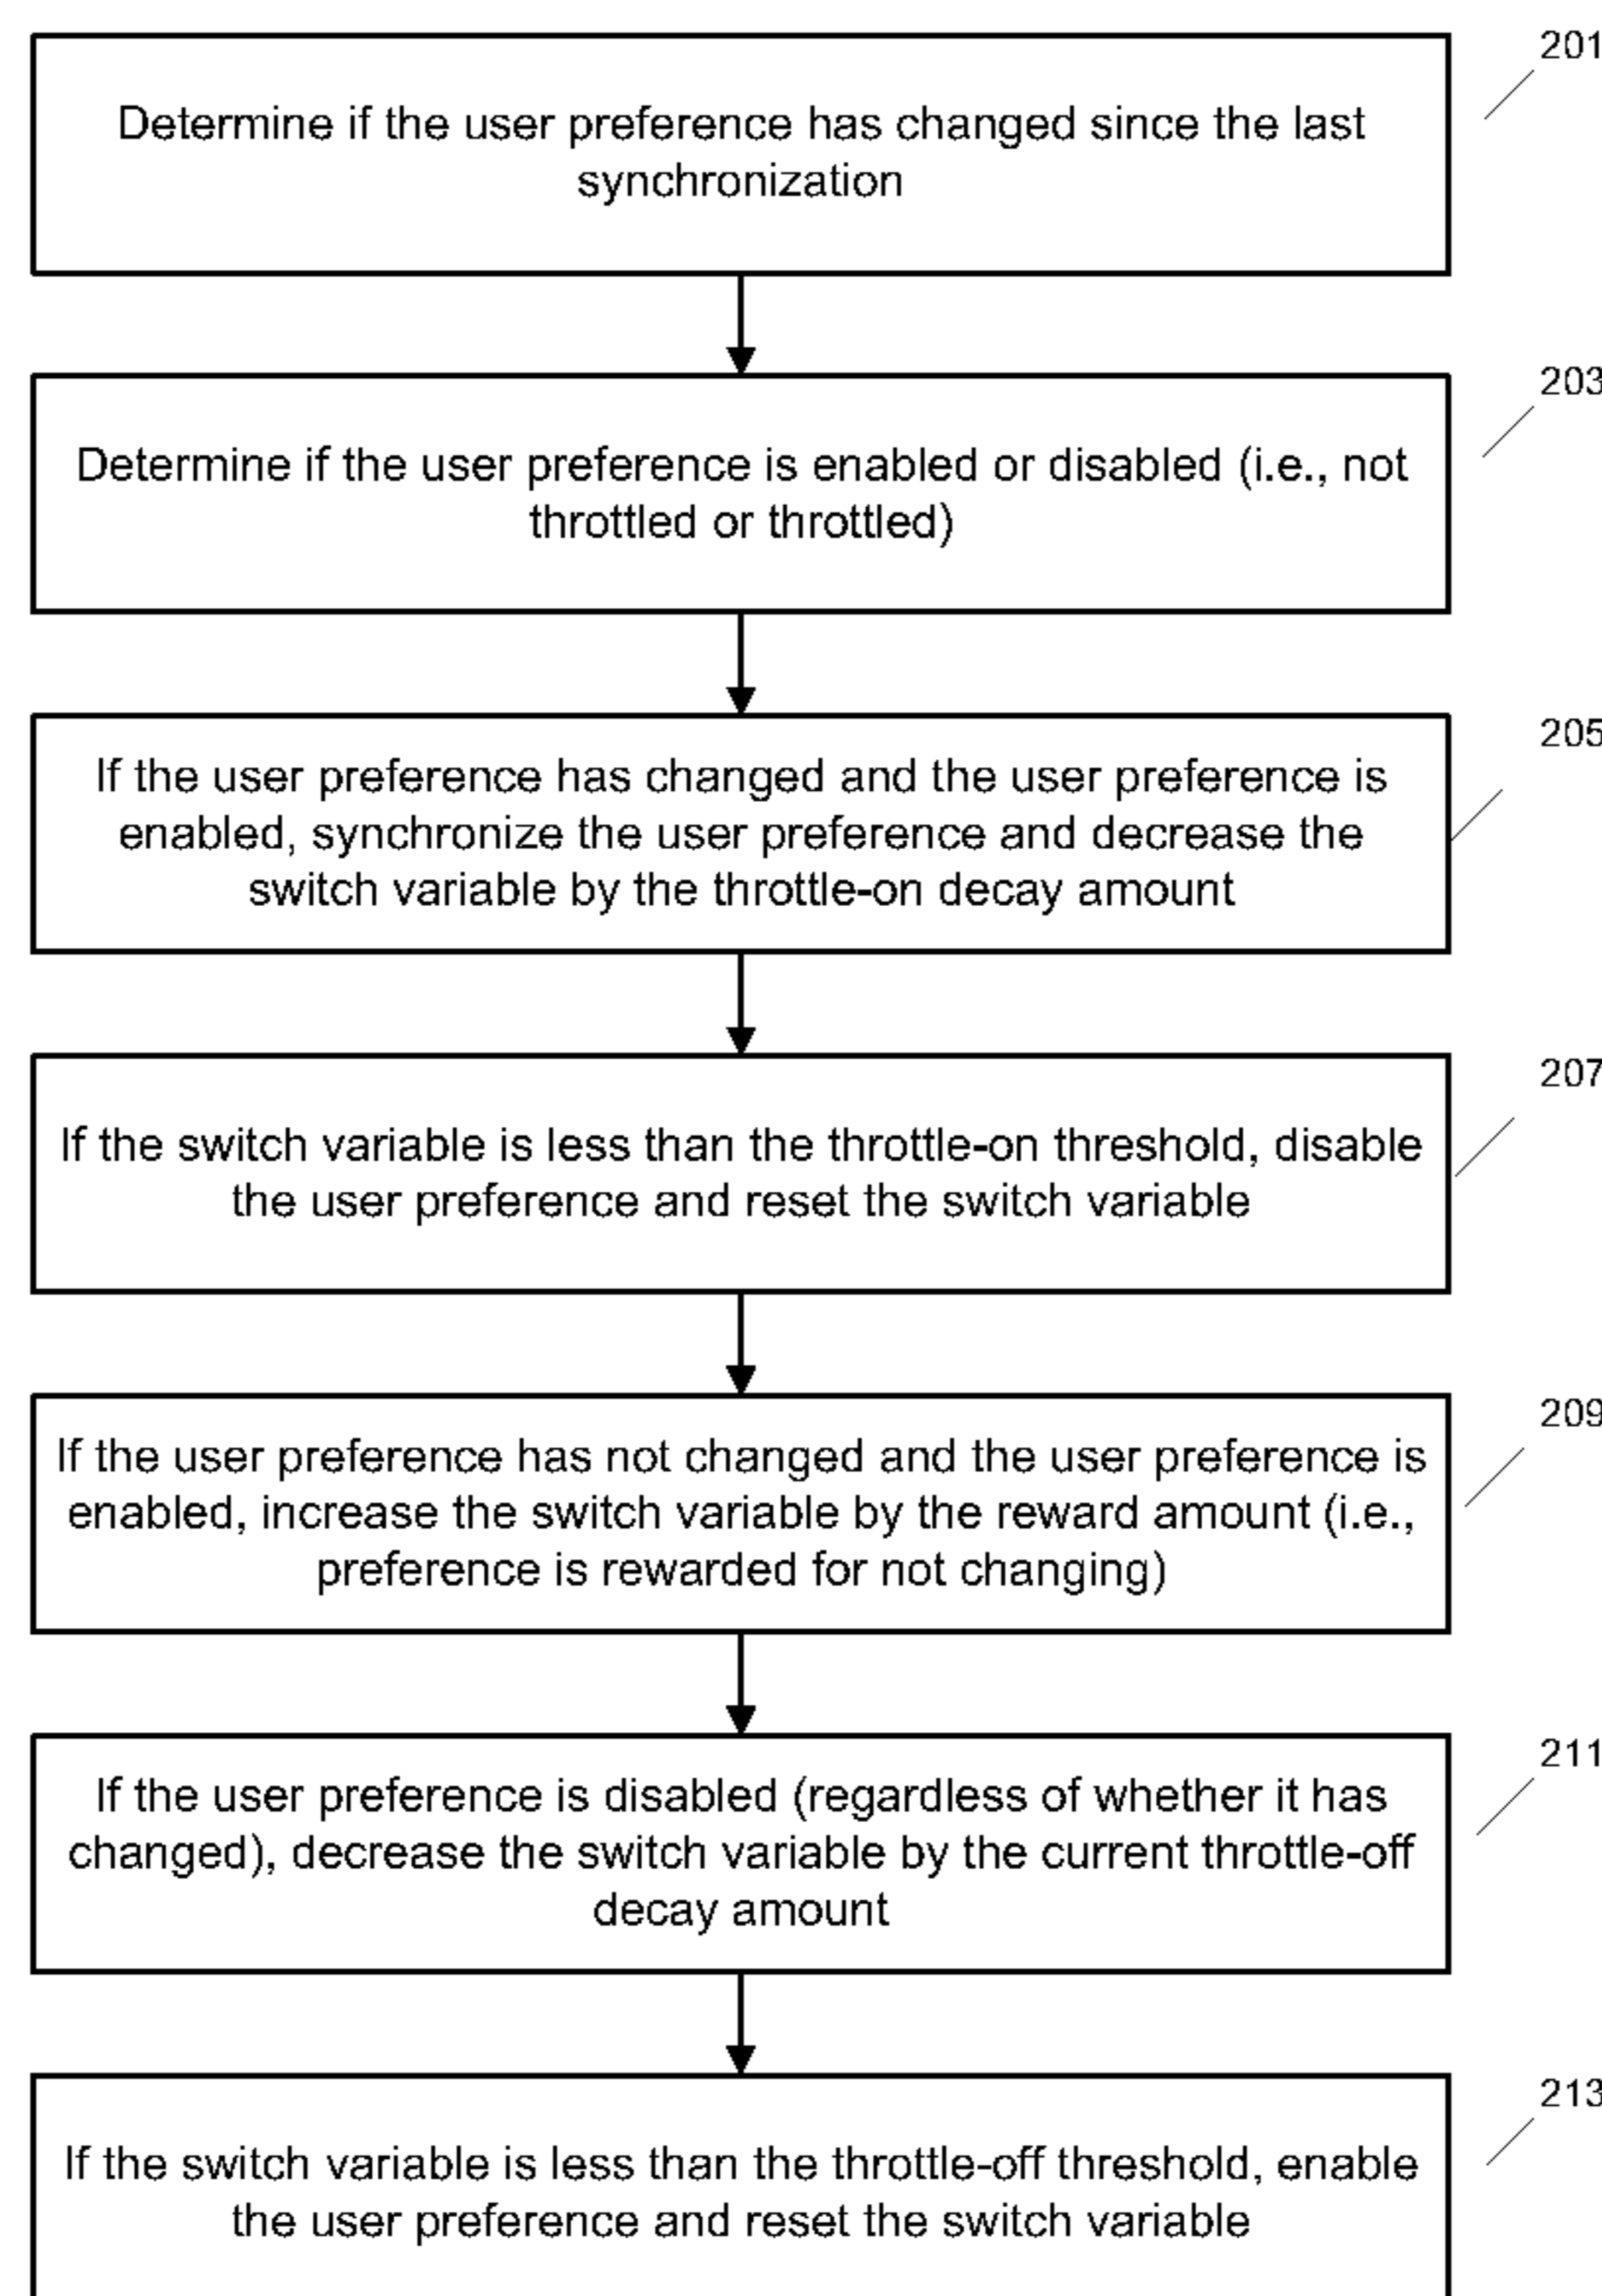 201
Determine if the user preference has changed since the last
synchronization
203
Determine if the user preference is enabled or disabled (i.e., not
throttled or throttled)
205
If the user preference has changed and the user preference is
enabled, synchronize the user preference and decrease the
switch variable by the throttle-on decay amount
207
If the switch variable is less than the throttle-on threshold, disable
the user preference and reset the switch variable
209
If the user preference has not changed and the user preference is
enabled, increase the switch variable by the reward amount (i.e.,
preference is rewarded for not changing)
211
If the user preference is disabled (regardless of whether it has
changed), decrease the switch variable by the current throttle-off
decay amount
213
If the switch variable is less than the throttle-off threshold, enable
the user preference and reset the switch variable